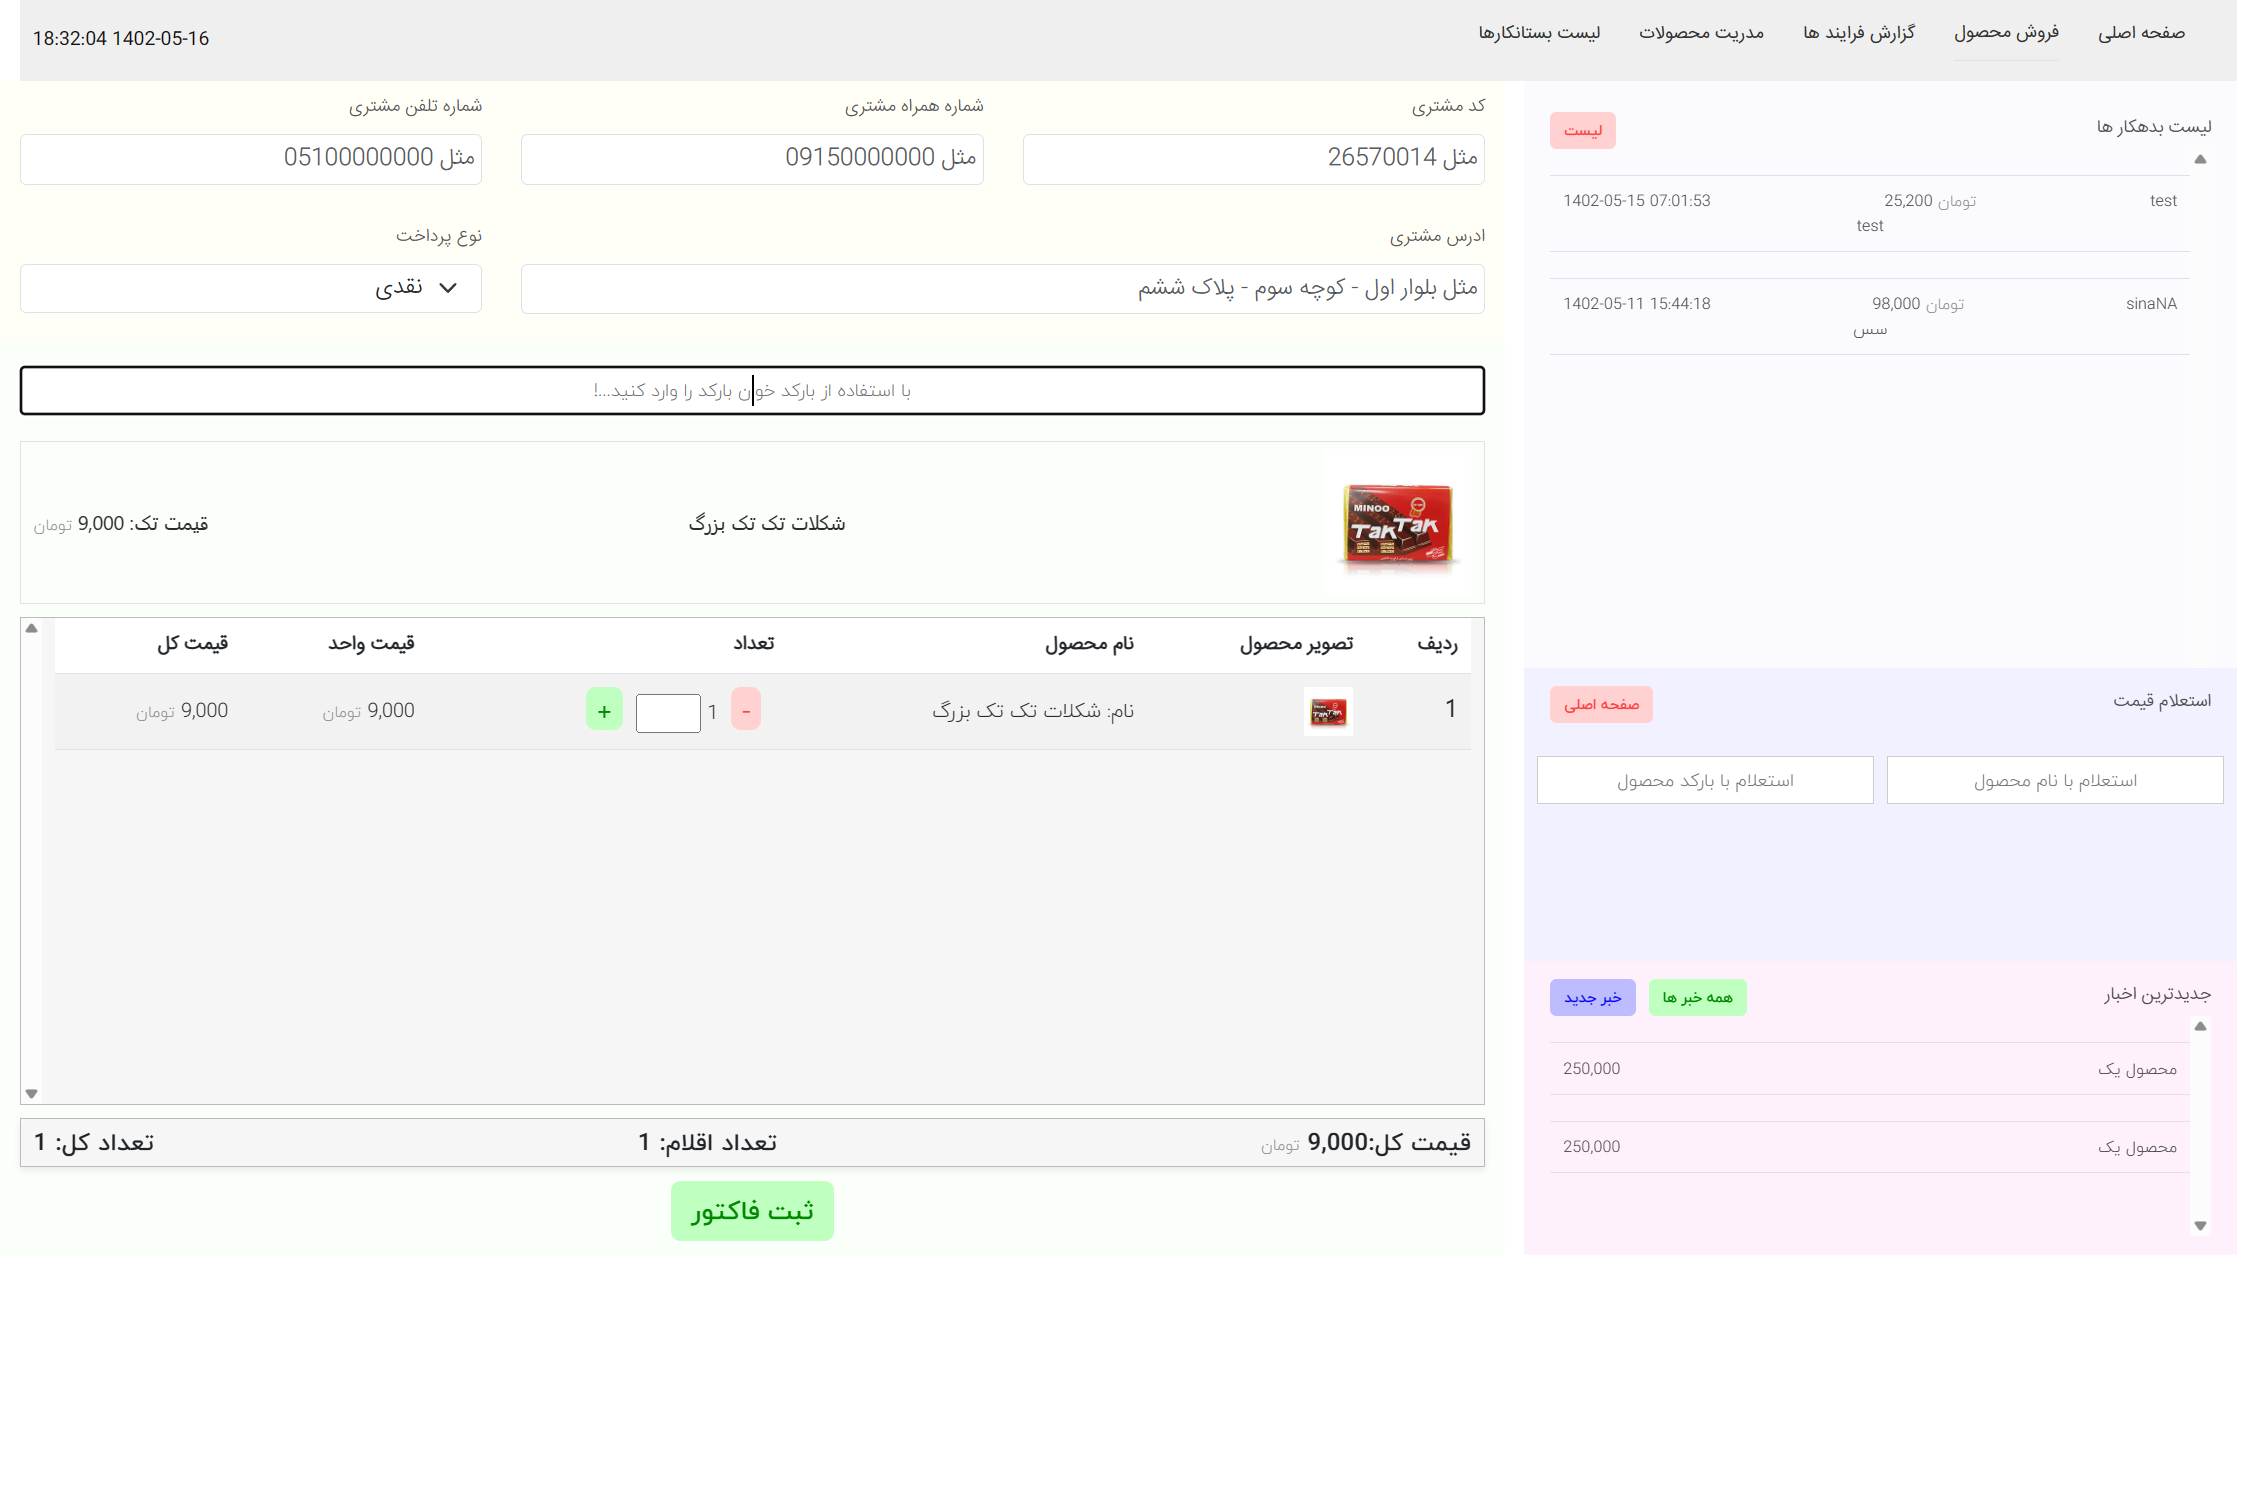 صفحه اصلی
فروش محصول
گزارش فرایند ها
مدریت محصولات
لیست بستانکارها
18:32:04 1402-05-16
لیست بدهکار ها
لیست
test
25,200 تومان
test
1402-05-15 07:01:53
sinaNA
98,000 تومان
سس
1402-05-11 15:44:18
استعلام قیمت
صفحه اصلی
استعلام با نام محصول
استعلام با بارکد محصول
جدیدترین اخبار
همه خبر ها
خبر جدید
محصول یک
250,000
محصول یک
250,000
کد مشتری
شماره همراه مشتری
شماره تلفن مشتری
مثل 26570014
مثل 09150000000
مثل 05100000000
ادرس مشتری
نوع پرداخت
مثل بلوار اول - کوچه سوم - پلاک ششم
نقدی
با استفاده از بارکد خون بارکد را وارد کنید...!
MINOO
TakTak
شکلات تک تک بزرگ
قیمت تک: 9,000 تومان
ردیف
تصویر محصول
نام محصول
تعداد
قیمت واحد
قیمت کل
1
نام: شکلات تک تک بزرگ
- 1 +
9,000 تومان
9,000 تومان
قیمت کل:9,000 تومان
تعداد اقلام: 1
تعداد کل: 1
ثبت فاکتور